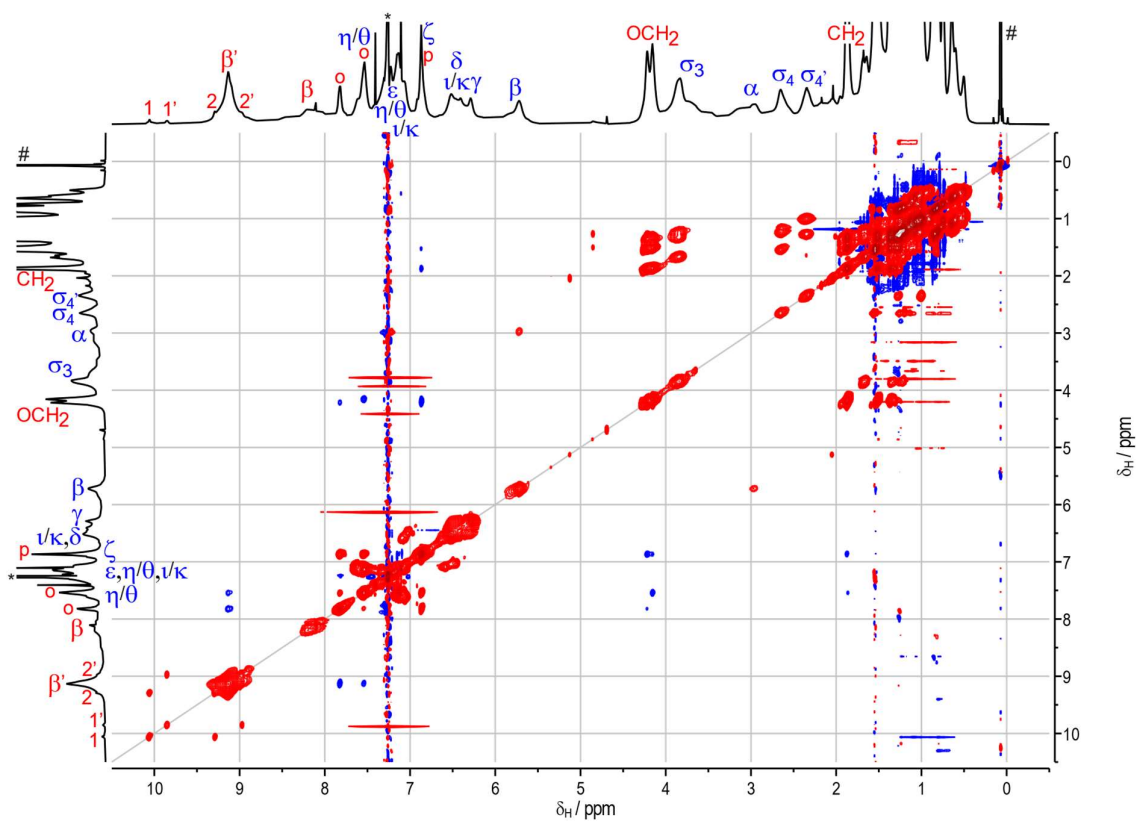 * #
β' η/θ ζ OCH₂ CH₂
o p δ σ₃
2 β o ι/κ γ σ₄ σ₄'
1 1' 2' ε β α
η/θ
ι/κ
#
CH₂
σ₄'
σ₄
α
σ₃
OCH₂
β
γ
ι/κ,δ
p ζ
* ε,η/θ,ι/κ
o η/θ
o
β
2'
β'
2
1'
1
0
1
2
3
4
5
6
7
8
9
10
δH / ppm
10 9 8 7 6 5 4 3 2 1 0
δH / ppm